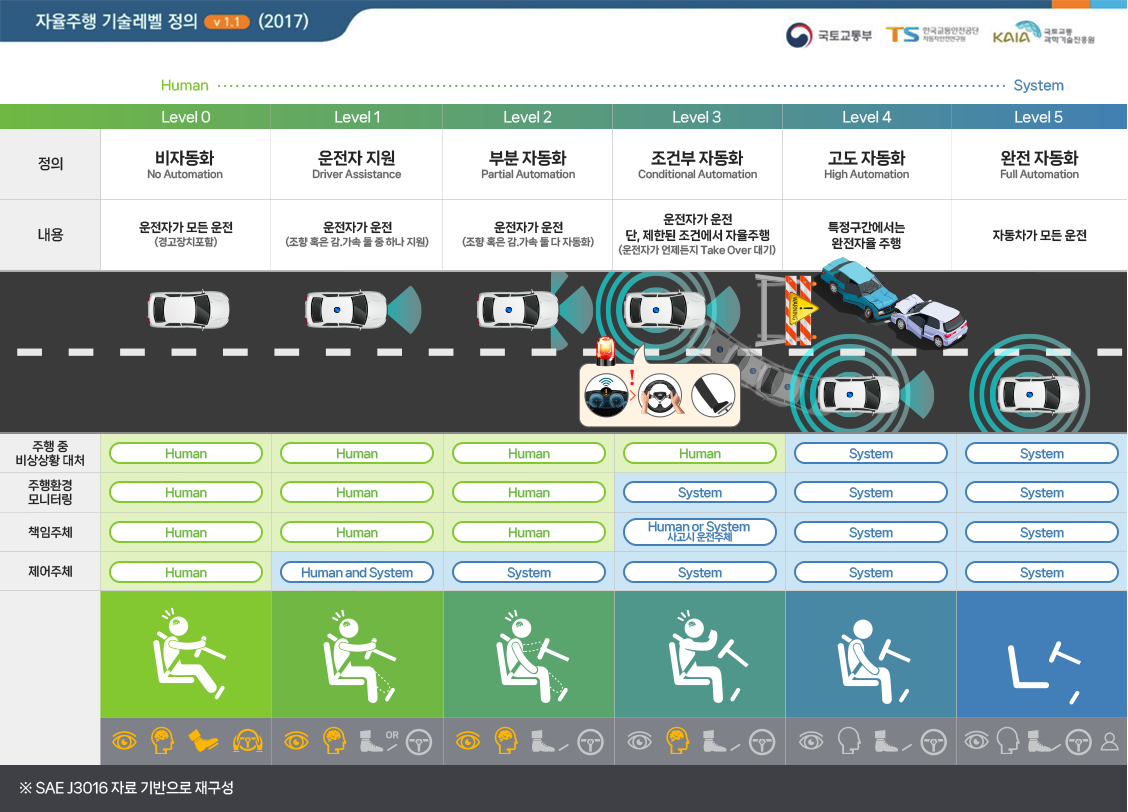 자율주행 기술레벨 정의 v 1.1 (2017)
국토교통부
TS 한국교통안전공단
자동차안전연구원
KAIA 국토교통
과학기술진흥원
Human
System
Level 0
Level 1
Level 2
Level 3
Level 4
Level 5
정의
비자동화
No Automation
운전자 지원
Driver Assistance
부분 자동화
Partial Automation
조건부 자동화
Conditional Automation
고도 자동화
High Automation
완전 자동화
Full Automation
내용
운전자가 모든 운전
(경고장치포함)
운전자가 운전
(조향 혹은 감.가속 둘 중 하나 지원)
운전자가 운전
(조향 혹은 감.가속 둘 다 자동화)
운전자가 운전
단, 제한된 조건에서 자율주행
(운전자가 언제든지 Take Over 대기)
특정구간에서는
완전자율 주행
자동차가 모든 운전
WARNING
!
!
주행 중
비상상황 대처
Human
Human
Human
Human
System
System
주행환경
모니터링
Human
Human
Human
System
System
System
책임주체
Human
Human
Human
Human or System
사고시 운전주체
System
System
제어주체
Human
Human and System
System
System
System
System
OR
※ SAE J3016 자료 기반으로 재구성